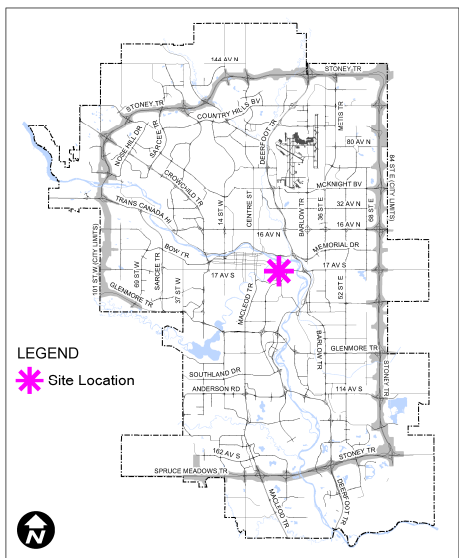 144 AV N
STONEY TR
STONEY TR
COUNTRY HILLS BV
METIS TR
NOSE HILL DR
SARCEE TR
DEERFOOT TR
80 AV N
CROWCHILD TR
MCKNIGHT BV
84 ST E (CITY LIMITS)
TRANS CANADA HI
14 ST W
CENTRE ST
BARLOW TR
36 ST E
32 AV N
68 ST E
16 AV N
16 AV N
BOW TR
MEMORIAL DR
101 ST W (CITY LIMITS)
69 ST W
SARCEE TR
37 ST W
17 AV S
17 AV S
52 ST E
GLENMORE TR
MACLEOD TR
BARLOW TR
GLENMORE TR
LEGEND
Site Location
SOUTHLAND DR
ANDERSON RD
114 AV S
STONEY TR
162 AV S
STONEY TR
SPRUCE MEADOWS TR
MACLEOD TR
DEERFOOT TR
N